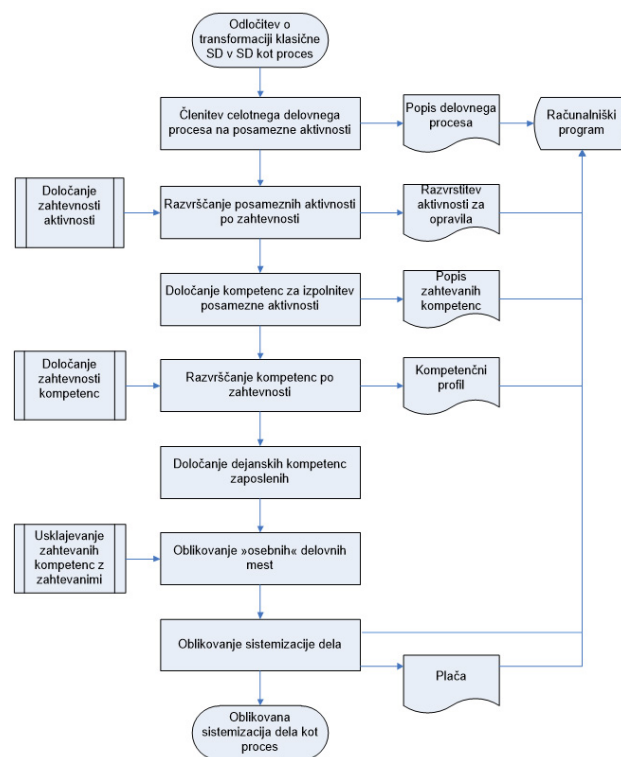 Odločitev o
transformaciji klasične
SD v SD kot proces
Členitev celotnega delovnega
procesa na posamezne aktivnosti
Popis delovnega
procesa
Računalniški
program
Določanje
zahtevnosti
aktivnosti
Razvrščanje posameznih aktivnosti
po zahtevnosti
Razvrstitev
aktivnosti za
opravila
Določanje kompetenc za izpolnitev
posamezne aktivnosti
Popis
zahtevanih
kompetenc
Določanje
zahtevnosti
kompetenc
Razvrščanje kompetenc po
zahtevnosti
Kompetenčni
profil
Določanje dejanskih kompetenc
zaposlenih
Usklajevanje
zahtevanih
kompetenc z
zahtevanimi
Oblikovanje »osebnih« delovnih
mest
Oblikovanje sistemizacije dela
Plača
Oblikovana
sistemizacija dela kot
proces